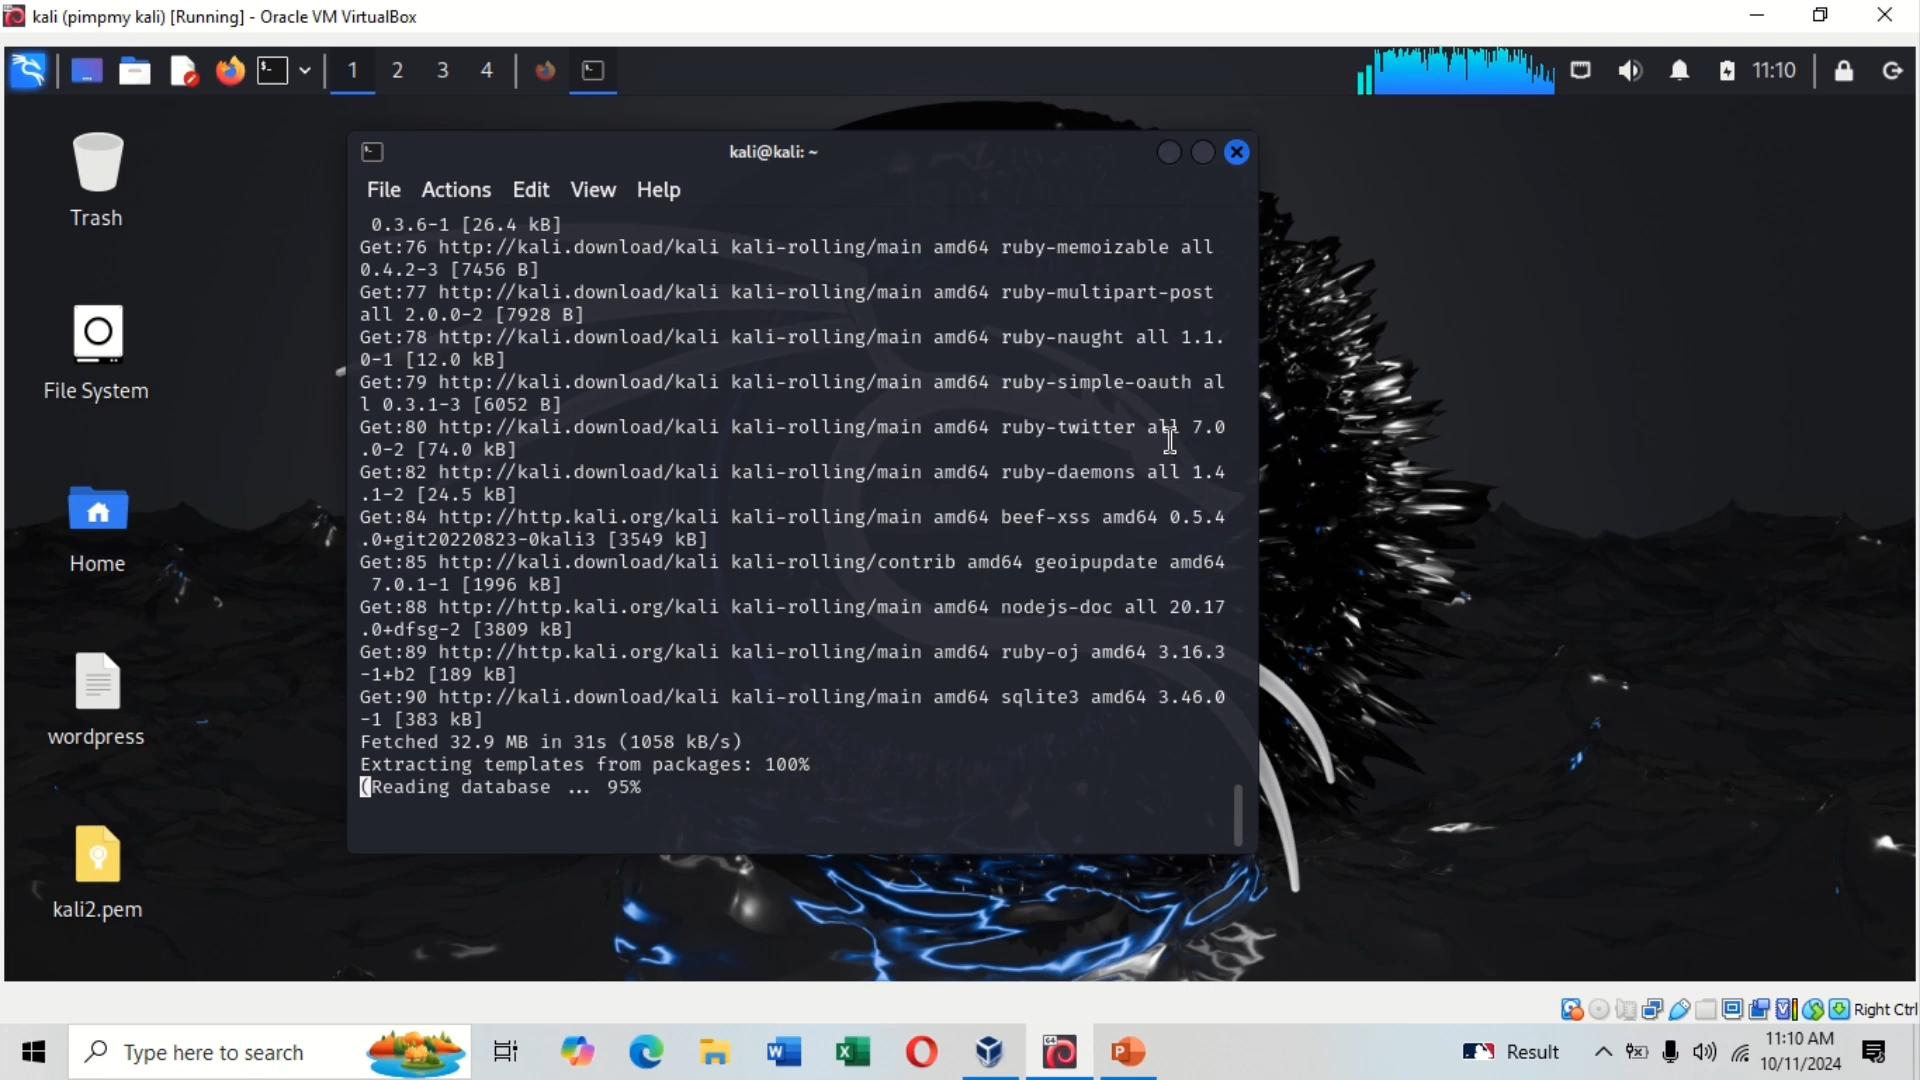 kali (pimpmy kali) [Running] - Oracle VM VirtualBox
1
2
3
4
11:10
kali@kali: ~
File Actions Edit View Help
0.3.6-1 [26.4 kB]
Get:76 http://kali.download/kali kali-rolling/main amd64 ruby-memoizable all
0.4.2-3 [7456 B]
Get:77 http://kali.download/kali kali-rolling/main amd64 ruby-multipart-post
all 2.0.0-2 [7928 B]
Get:78 http://kali.download/kali kali-rolling/main amd64 ruby-naught all 1.1.
0-1 [12.0 kB]
Get:79 http://kali.download/kali kali-rolling/main amd64 ruby-simple-oauth al
l 0.3.1-3 [6052 B]
Get:80 http://kali.download/kali kali-rolling/main amd64 ruby-twitter all 7.0
.0-2 [74.0 kB]
Get:82 http://kali.download/kali kali-rolling/main amd64 ruby-daemons all 1.4
.1-2 [24.5 kB]
Get:84 http://http.kali.org/kali kali-rolling/main amd64 beef-xss amd64 0.5.4
.0+git20220823-0kali3 [3549 kB]
Get:85 http://kali.download/kali kali-rolling/contrib amd64 geoipupdate amd64
7.0.1-1 [1996 kB]
Get:88 http://http.kali.org/kali kali-rolling/main amd64 nodejs-doc all 20.17
.0+dfsg-2 [3809 kB]
Get:89 http://http.kali.org/kali kali-rolling/main amd64 ruby-oj amd64 3.16.3
-1+b2 [189 kB]
Get:90 http://kali.download/kali kali-rolling/main amd64 sqlite3 amd64 3.46.0
-1 [383 kB]
Fetched 32.9 MB in 31s (1058 kB/s)
Extracting templates from packages: 100%
(Reading database ... 95%
Trash
File System
Home
wordpress
kali2.pem
Right Ctrl
Type here to search
Result
11:10 AM
10/11/2024